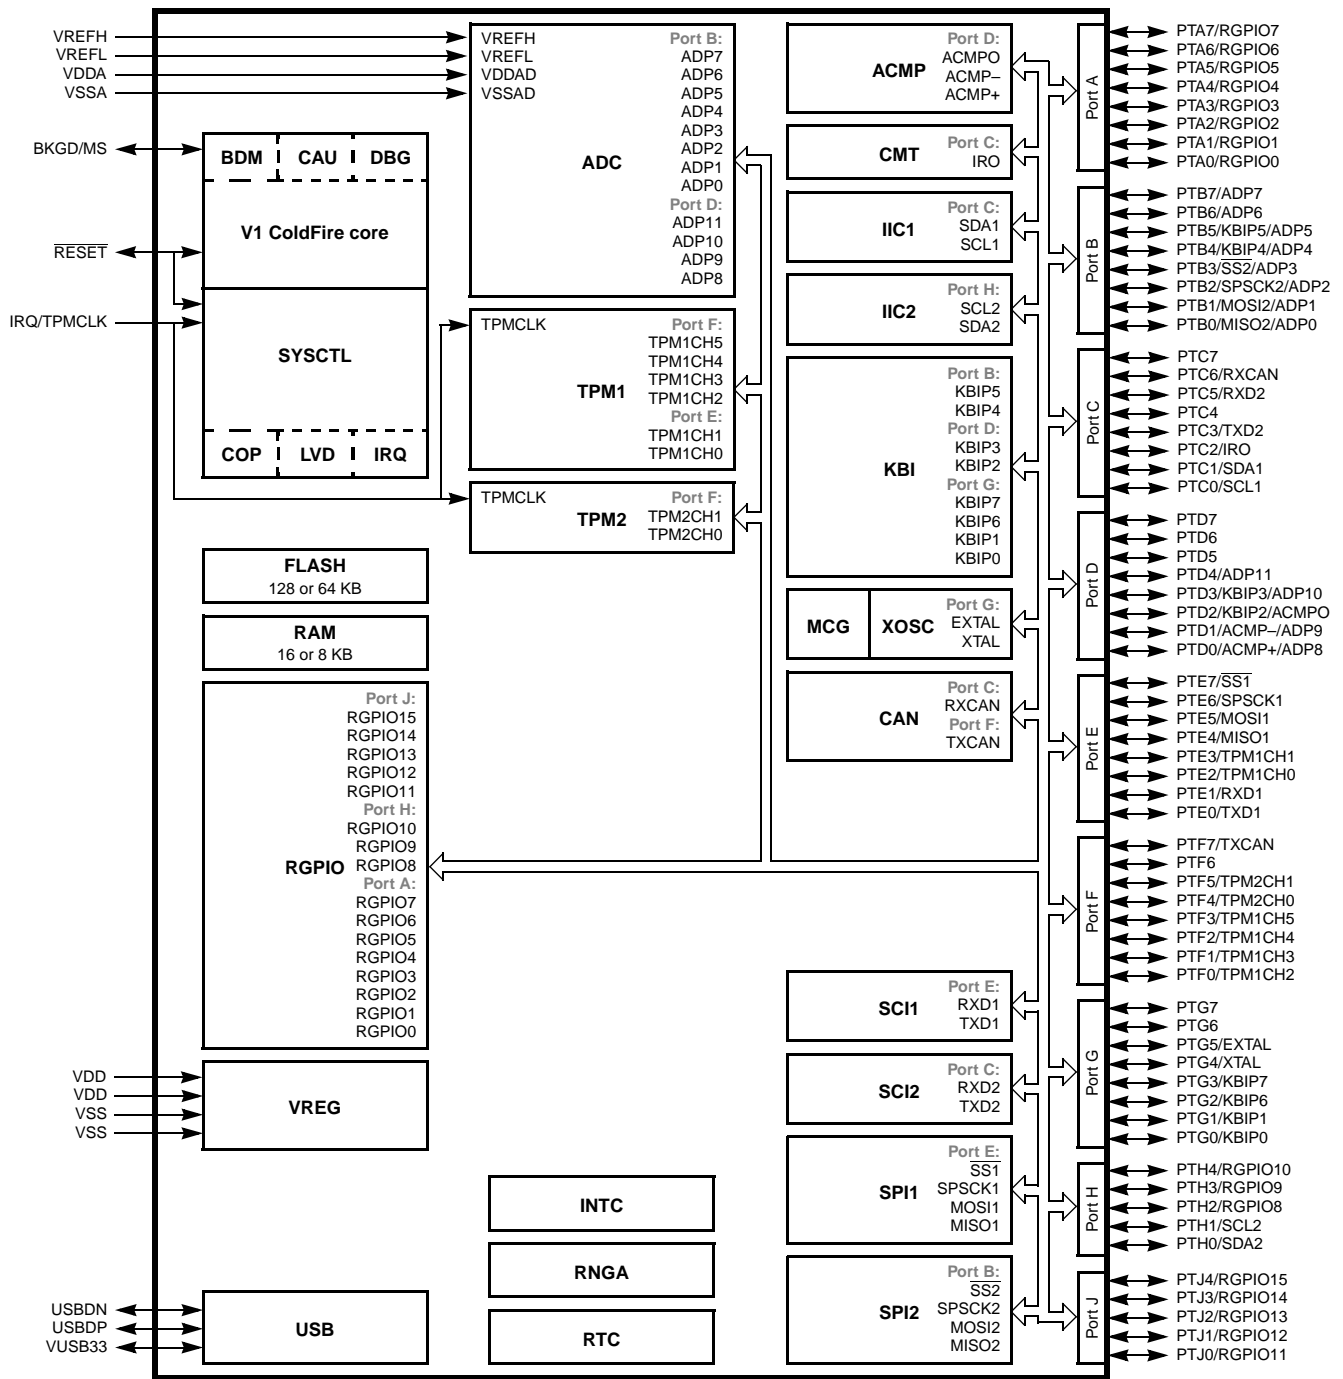 VREFH
VREFL
VDDA
VSSA
BKGD/MS
RESET
IRQ/TPMCLK
VDD
VDD
VSS
VSS
USBDN
USBDP
VUSB33
BDM CAU DBG
V1 ColdFire core
SYSCTL
COP LVD IRQ
FLASH
128 or 64 KB
RAM
16 or 8 KB
RGPIO
Port J:
RGPIO15
RGPIO14
RGPIO13
RGPIO12
RGPIO11
Port H:
RGPIO10
RGPIO9
RGPIO8
Port A:
RGPIO7
RGPIO6
RGPIO5
RGPIO4
RGPIO3
RGPIO2
RGPIO1
RGPIO0
VREG
USB
VREFH
VREFL
VDDAD
VSSAD
ADC
Port B:
ADP7
ADP6
ADP5
ADP4
ADP3
ADP2
ADP1
ADP0
Port D:
ADP11
ADP10
ADP9
ADP8
TPMCLK
TPM1
Port F:
TPM1CH5
TPM1CH4
TPM1CH3
TPM1CH2
Port E:
TPM1CH1
TPM1CH0
TPMCLK
TPM2
Port F:
TPM2CH1
TPM2CH0
INTC
RNGA
RTC
ACMP
Port D:
ACMPO
ACMP–
ACMP+
CMT
Port C:
IRO
IIC1
Port C:
SDA1
SCL1
IIC2
Port H:
SCL2
SDA2
KBI
Port B:
KBIP5
KBIP4
Port D:
KBIP3
KBIP2
Port G:
KBIP7
KBIP6
KBIP1
KBIP0
MCG
XOSC
Port G:
EXTAL
XTAL
CAN
Port C:
RXCAN
Port F:
TXCAN
SCI1
Port E:
RXD1
TXD1
SCI2
Port C:
RXD2
TXD2
SPI1
Port E:
SS1
SPSCK1
MOSI1
MISO1
SPI2
Port B:
SS2
SPSCK2
MOSI2
MISO2
Port A
PTA7/RGPIO7
PTA6/RGPIO6
PTA5/RGPIO5
PTA4/RGPIO4
PTA3/RGPIO3
PTA2/RGPIO2
PTA1/RGPIO1
PTA0/RGPIO0
Port B
PTB7/ADP7
PTB6/ADP6
PTB5/KBIP5/ADP5
PTB4/KBIP4/ADP4
PTB3/SS2/ADP3
PTB2/SPSCK2/ADP2
PTB1/MOSI2/ADP1
PTB0/MISO2/ADP0
Port C
PTC7
PTC6/RXCAN
PTC5/RXD2
PTC4
PTC3/TXD2
PTC2/IRO
PTC1/SDA1
PTC0/SCL1
Port D
PTD7
PTD6
PTD5
PTD4/ADP11
PTD3/KBIP3/ADP10
PTD2/KBIP2/ACMPO
PTD1/ACMP–/ADP9
PTD0/ACMP+/ADP8
Port E
PTE7/SS1
PTE6/SPSCK1
PTE5/MOSI1
PTE4/MISO1
PTE3/TPM1CH1
PTE2/TPM1CH0
PTE1/RXD1
PTE0/TXD1
Port F
PTF7/TXCAN
PTF6
PTF5/TPM2CH1
PTF4/TPM2CH0
PTF3/TPM1CH5
PTF2/TPM1CH4
PTF1/TPM1CH3
PTF0/TPM1CH2
Port G
PTG7
PTG6
PTG5/EXTAL
PTG4/XTAL
PTG3/KBIP7
PTG2/KBIP6
PTG1/KBIP1
PTG0/KBIP0
Port H
PTH4/RGPIO10
PTH3/RGPIO9
PTH2/RGPIO8
PTH1/SCL2
PTH0/SDA2
Port J
PTJ4/RGPIO15
PTJ3/RGPIO14
PTJ2/RGPIO13
PTJ1/RGPIO12
PTJ0/RGPIO11